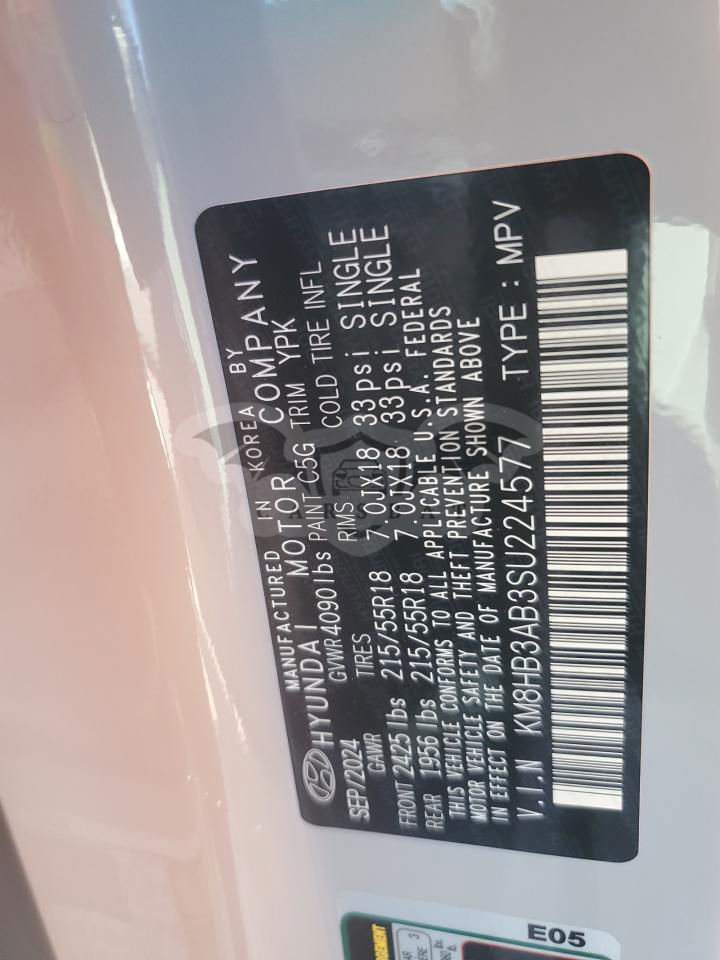 MANUFACTURED IN KOREA BY
HYUNDAI MOTOR COMPANY
SEP/2024 GVWR 4090 lbs PAINT C5G TRIM YPK
GAWR TIRES RIMS COLD TIRE INFL
FRONT 2425 lbs 215/55R18 7.0JX18 33psi SINGLE
REAR 1956 lbs 215/55R18 7.0JX18 33psi SINGLE
THIS VEHICLE CONFORMS TO ALL APPLICABLE U.S.A. FEDERAL
MOTOR VEHICLE SAFETY AND THEFT PREVENTION STANDARDS
IN EFFECT ON THE DATE OF MANUFACTURE SHOWN ABOVE
V.I.N KM8HB3AB3SU224577 TYPE : MPV
E05